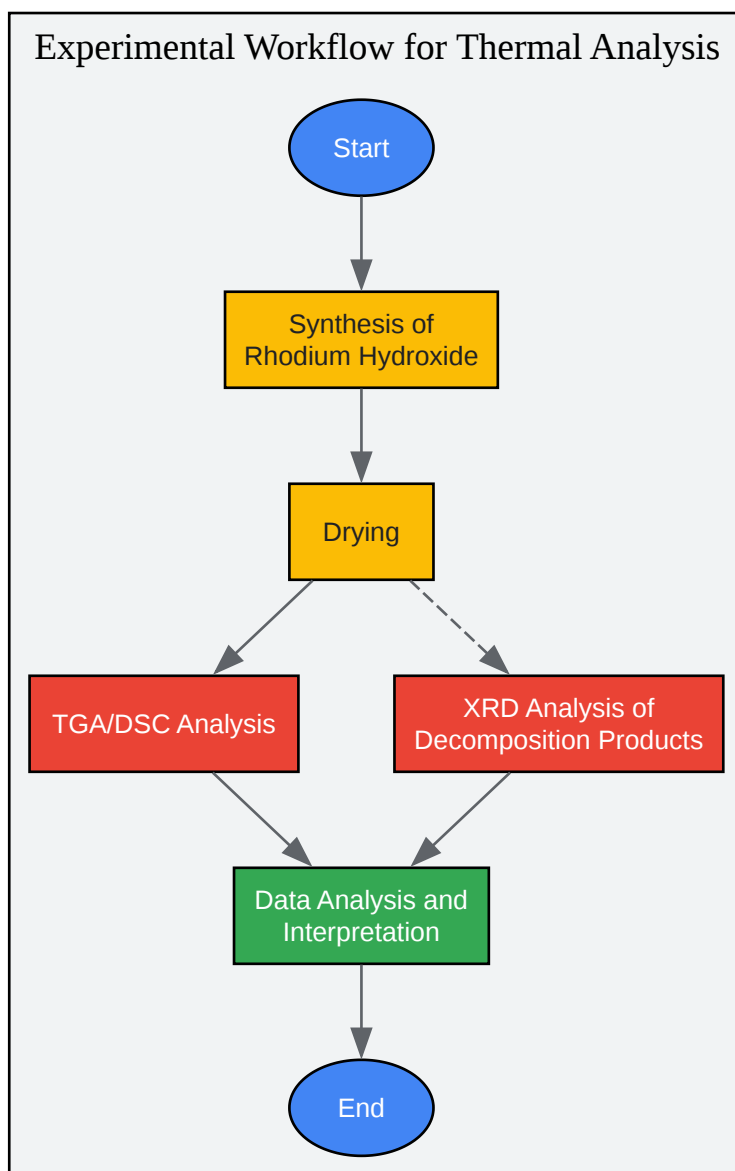 Experimental Workflow for Thermal Analysis
Start
Synthesis of
Rhodium Hydroxide
Drying
TGA/DSC Analysis
XRD Analysis of
Decomposition Products
Data Analysis and
Interpretation
End